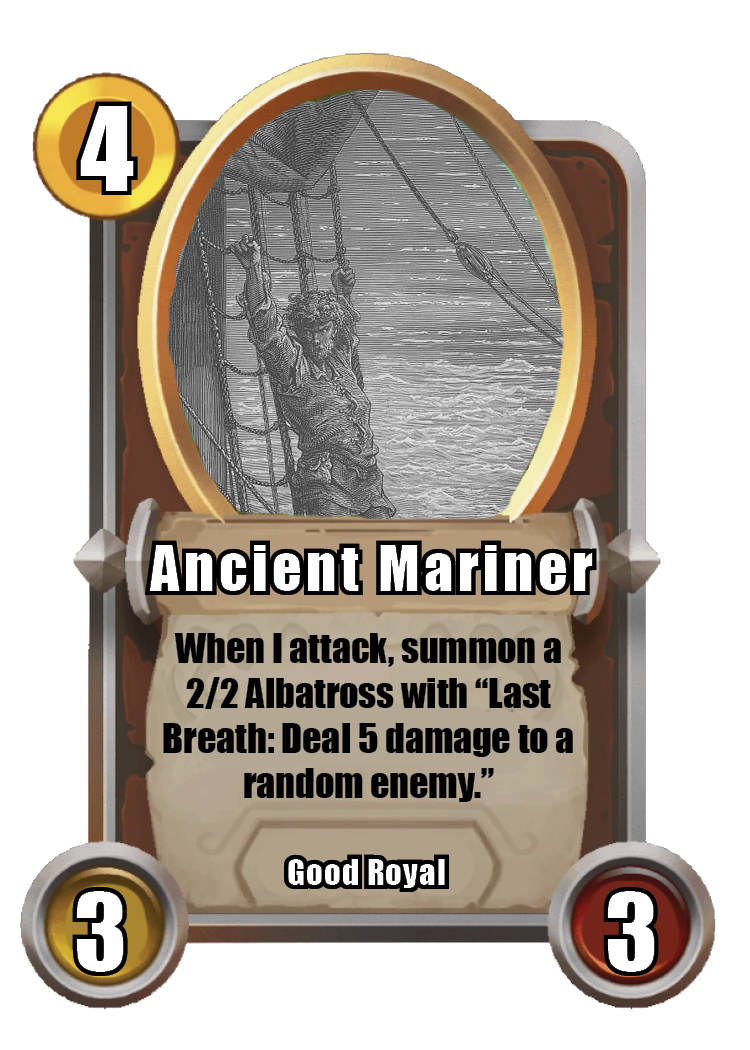 4
Ancient Mariner
When I attack, summon a
2/2 Albatross with “Last
Breath: Deal 5 damage to a
random enemy.”
Good Royal
3
3